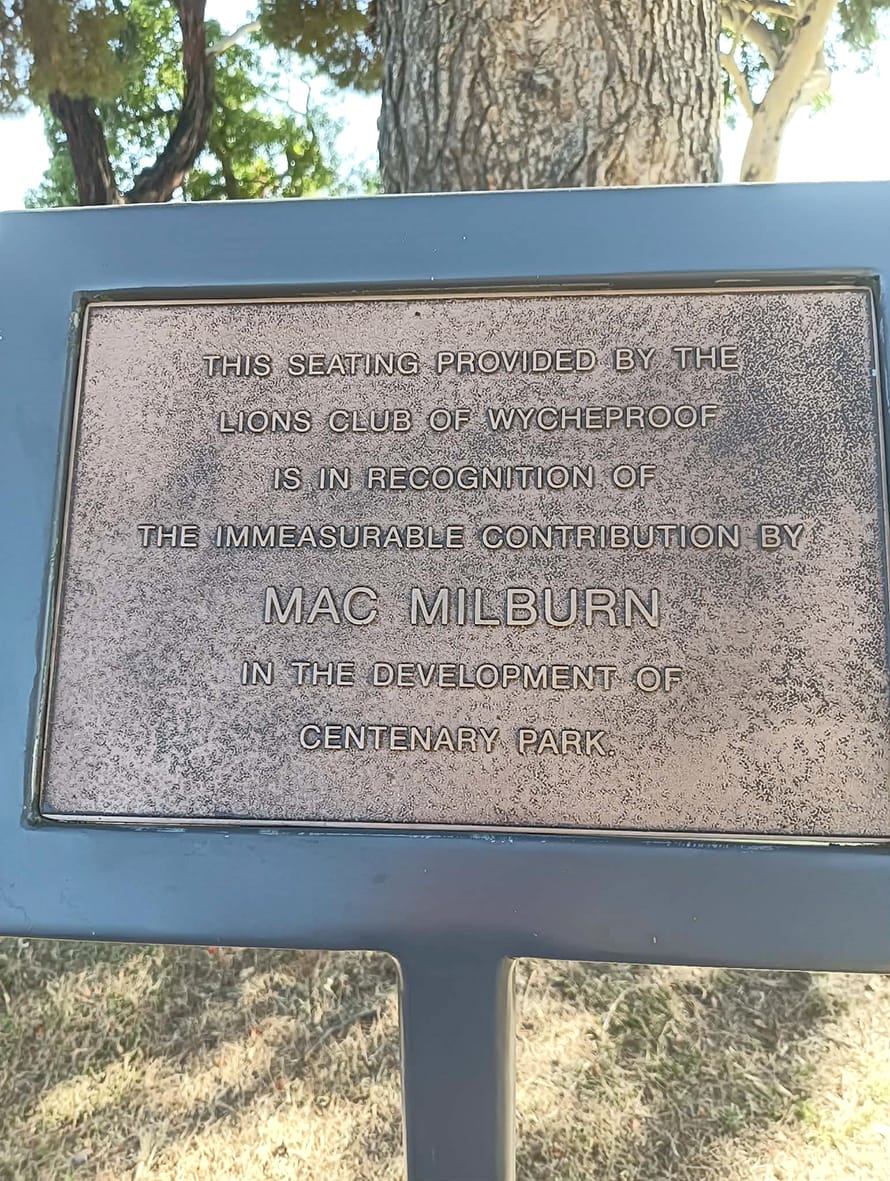 THIS SEATING PROVIDED BY THE
LIONS CLUB OF WYCHEPROOF
IS IN RECOGNITION OF
THE IMMEASURABLE CONTRIBUTION BY
MAC MILBURN
IN THE DEVELOPMENT OF
CENTENARY PARK.